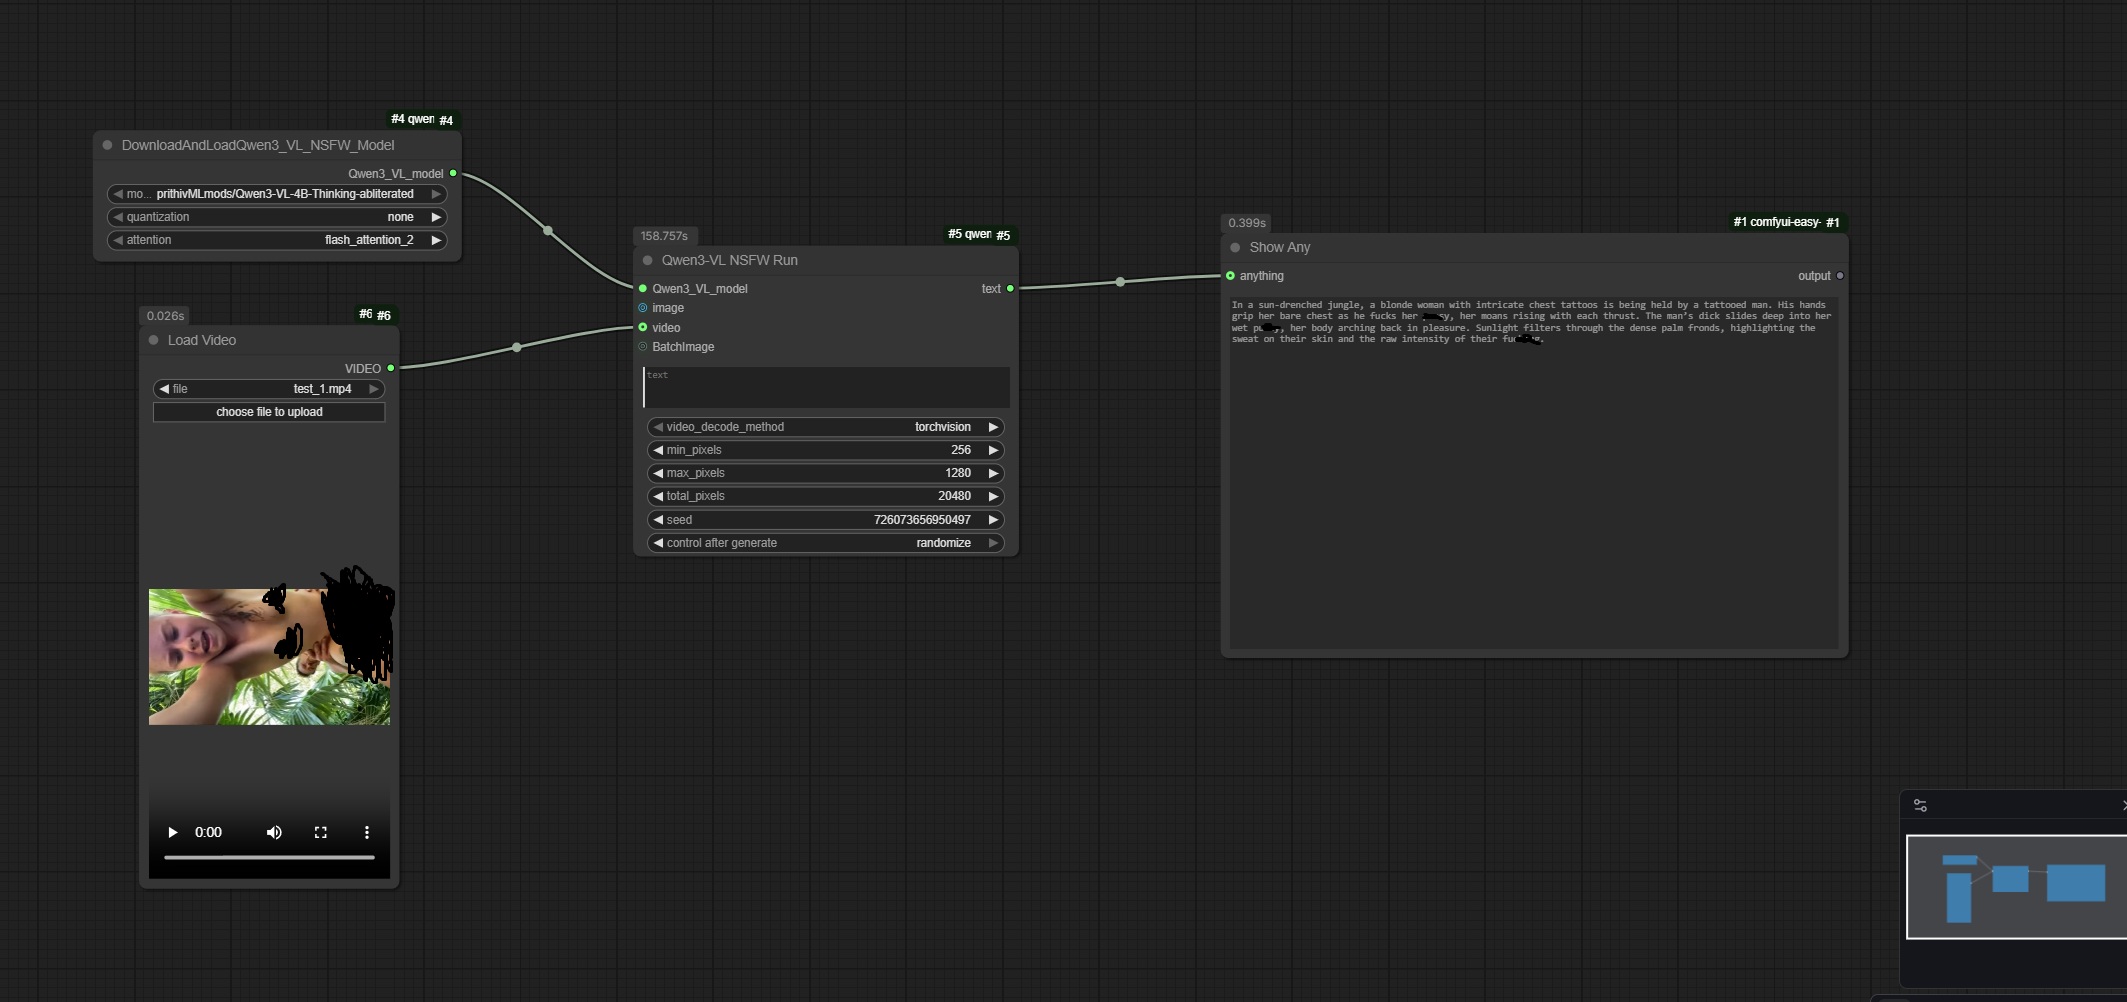 #4 qwen #4
DownloadAndLoadQwen3_VL_NSFW_Model
Qwen3_VL_model
mo... prithivMLmods/Qwen3-VL-4B-Thinking-abliterated
quantization none
attention flash_attention_2
0.026s #6 #6
Load Video
VIDEO
file test_1.mp4
choose file to upload
0:00
158.757s #5 qwen #5
Qwen3-VL NSFW Run
Qwen3_VL_model text
image
video
BatchImage
text
video_decode_method torchvision
min_pixels 256
max_pixels 1280
total_pixels 20480
seed 726073656950497
control after generate randomize
0.399s #1 comfyui-easy- #1
Show Any
anything output
In a sun-drenched jungle, a blonde woman with intricate chest tattoos is being held by a tattooed man. His hands
grip her bare chest as he fucks her , her moans rising with each thrust. The man's dick slides deep into her
wet , her body arching back in pleasure. Sunlight filters through the dense palm fronds, highlighting the
sweat on their skin and the raw intensity of their